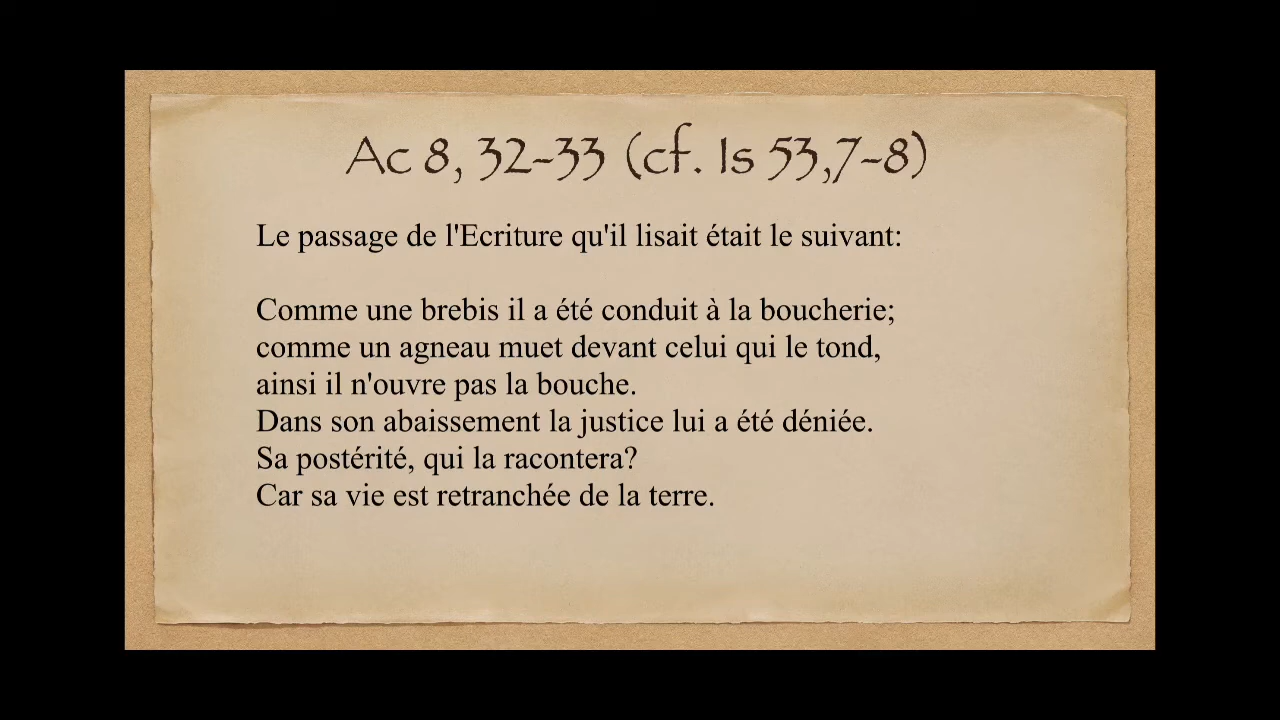 Ac 8, 32-33 (cf. Is 53,7-8)
Le passage de l'Ecriture qu'il lisait était le suivant:
Comme une brebis il a été conduit à la boucherie;
comme un agneau muet devant celui qui le tond,
ainsi il n'ouvre pas la bouche.
Dans son abaissement la justice lui a été déniée.
Sa postérité, qui la racontera?
Car sa vie est retranchée de la terre.